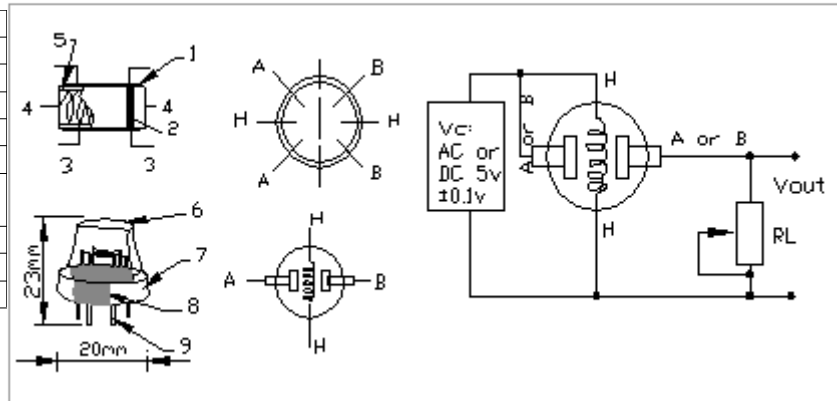 5
1
4
4
2
3
3
A
B
H
H
A
B
6
7
8
9
23mm
20mm
H
A
B
H
Vc:
AC or
DC 5v
±0.1v
A or B
H
H
A or B
Vout
RL